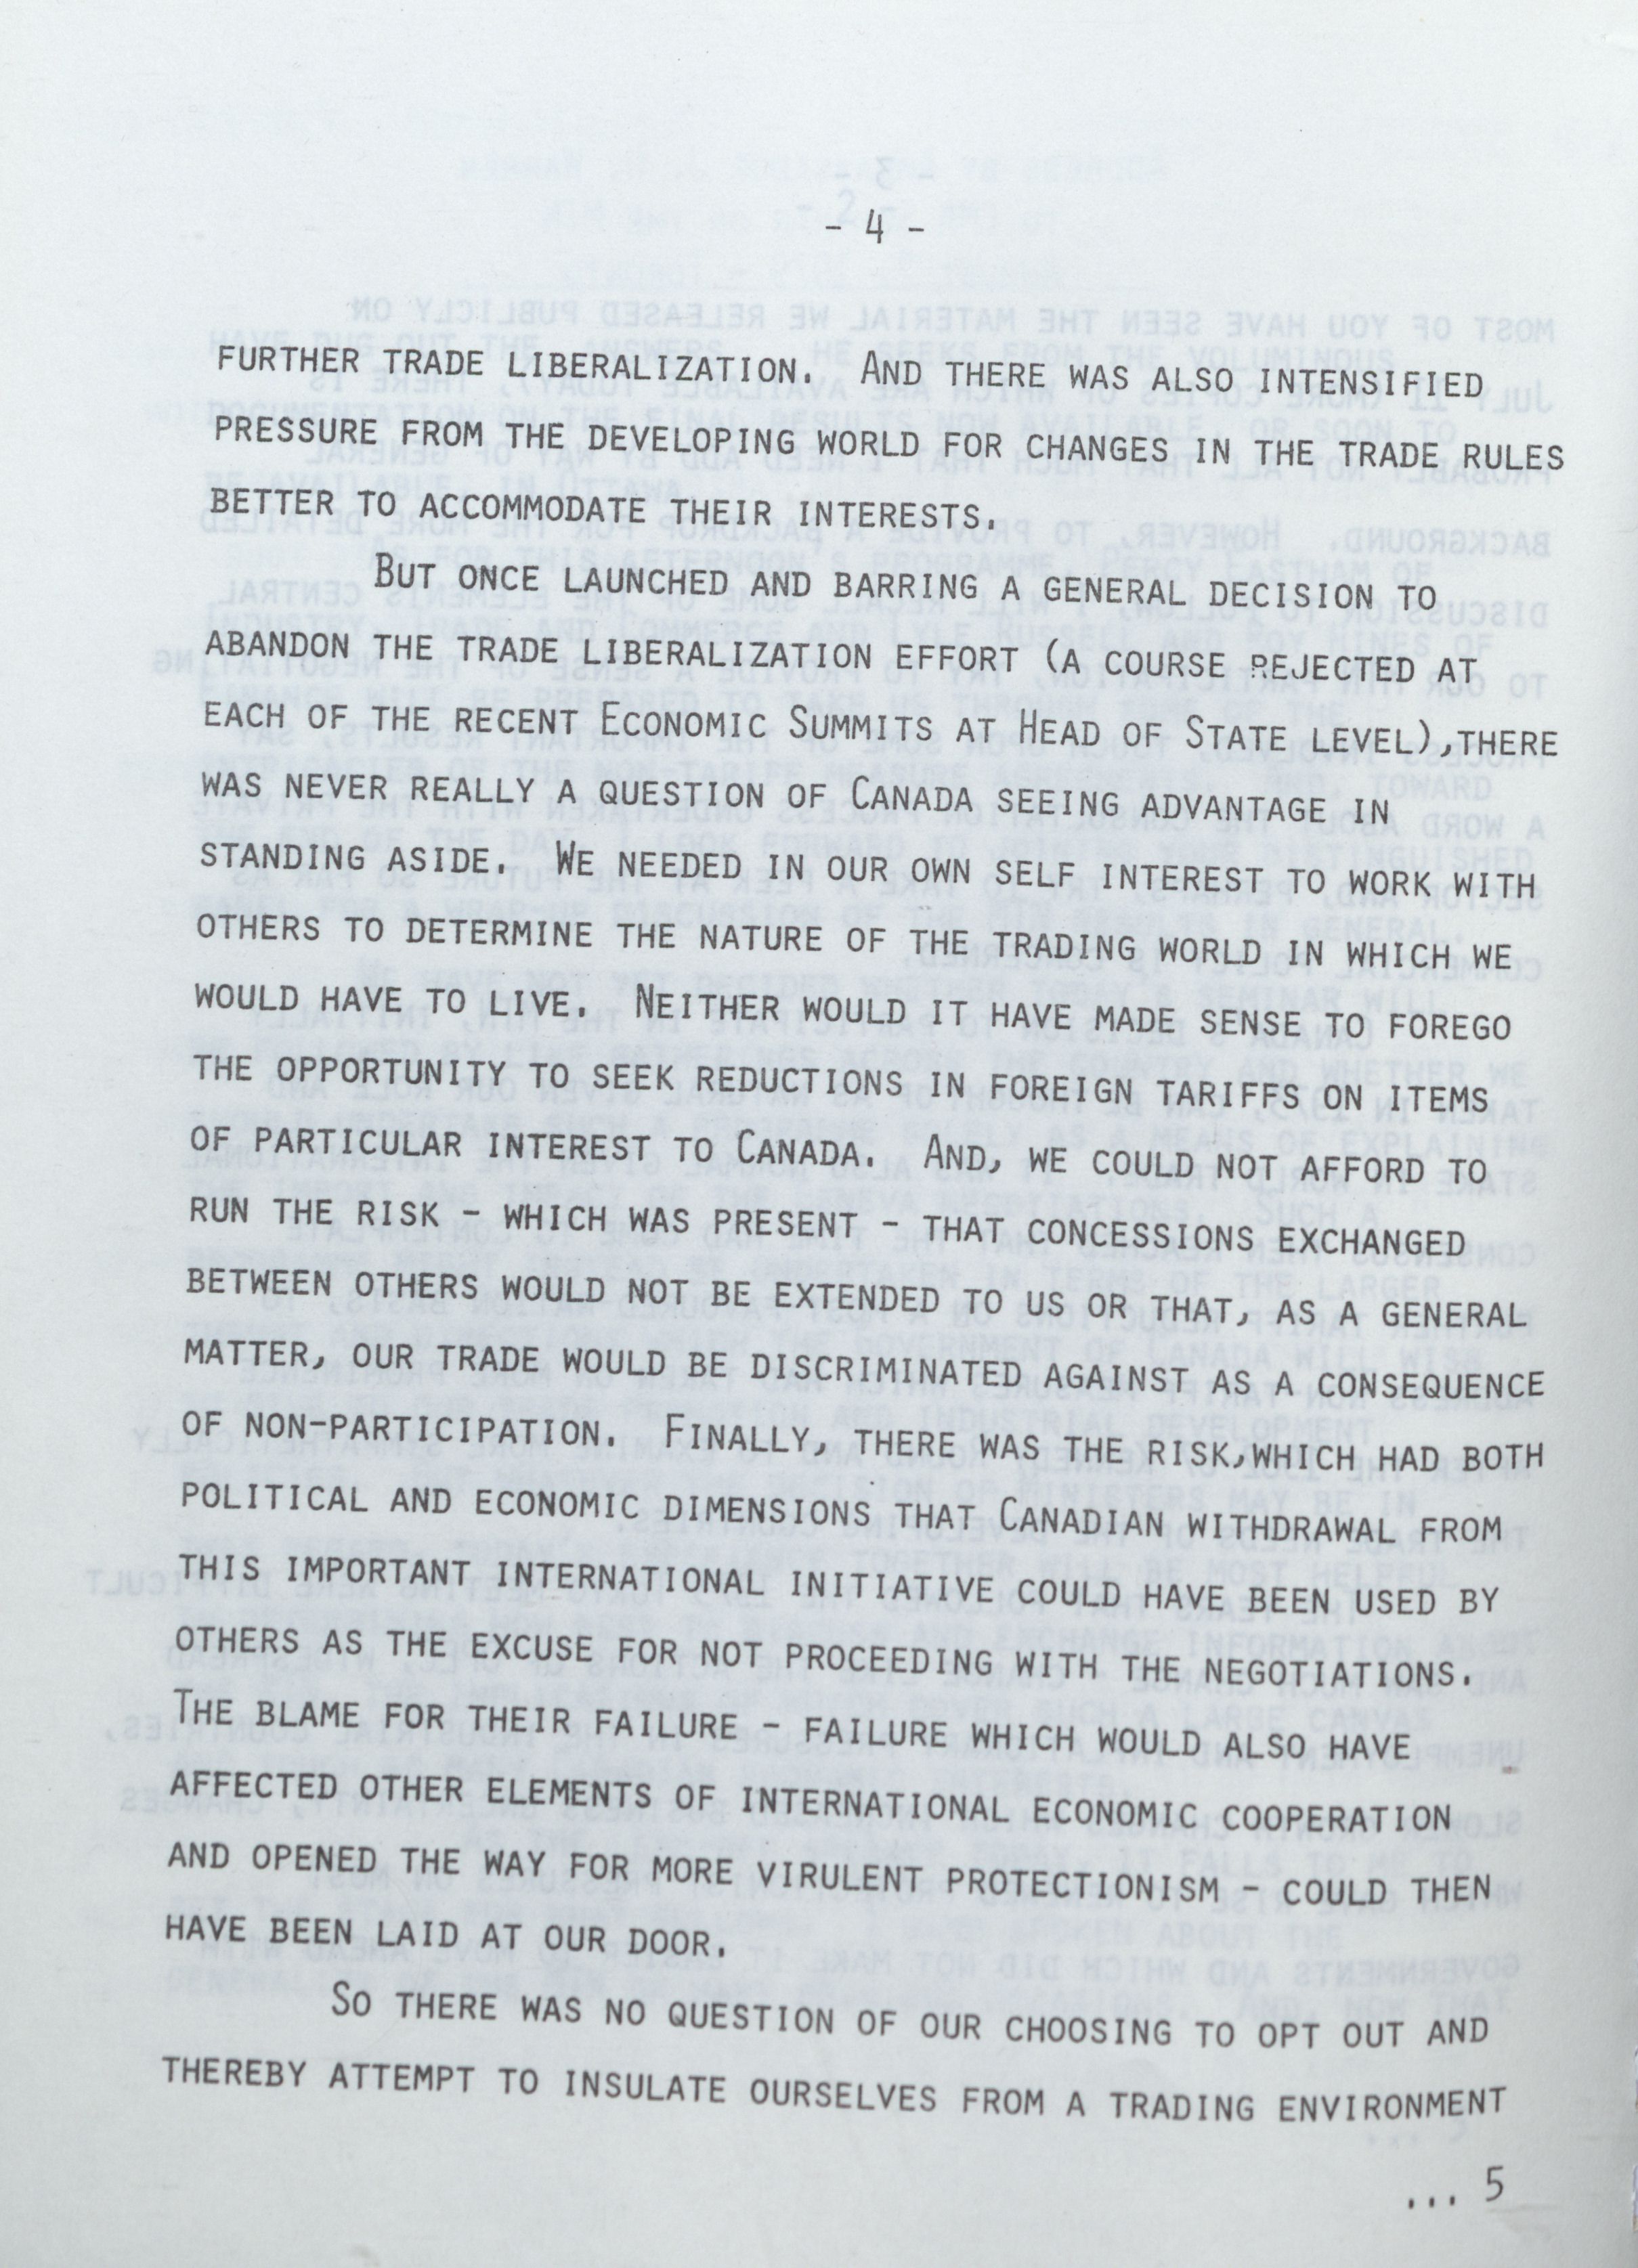 - 4 -
FURTHER TRADE LIBERALIZATION. AND THERE WAS ALSO INTENSIFIED
PRESSURE FROM THE DEVELOPING WORLD FOR CHANGES IN THE TRADE RULES
BETTER TO ACCOMMODATE THEIR INTERESTS.
BUT ONCE LAUNCHED AND BARRING A GENERAL DECISION TO
ABANDON THE TRADE LIBERALIZATION EFFORT (A COURSE REJECTED AT
EACH OF THE RECENT ECONOMIC SUMMITS AT HEAD OF STATE LEVEL),THERE
WAS NEVER REALLY A QUESTION OF CANADA SEEING ADVANTAGE IN
STANDING ASIDE. WE NEEDED IN OUR OWN SELF INTEREST TO WORK WITH
OTHERS TO DETERMINE THE NATURE OF THE TRADING WORLD IN WHICH WE
WOULD HAVE TO LIVE. NEITHER WOULD IT HAVE MADE SENSE TO FOREGO
THE OPPORTUNITY TO SEEK REDUCTIONS IN FOREIGN TARIFFS ON ITEMS
OF PARTICULAR INTEREST TO CANADA. AND, WE COULD NOT AFFORD TO
RUN THE RISK - WHICH WAS PRESENT - THAT CONCESSIONS EXCHANGED
BETWEEN OTHERS WOULD NOT BE EXTENDED TO US OR THAT, AS A GENERAL
MATTER, OUR TRADE WOULD BE DISCRIMINATED AGAINST AS A CONSEQUENCE
OF NON-PARTICIPATION. FINALLY, THERE WAS THE RISK,WHICH HAD BOTH
POLITICAL AND ECONOMIC DIMENSIONS THAT CANADIAN WITHDRAWAL FROM
THIS IMPORTANT INTERNATIONAL INITIATIVE COULD HAVE BEEN USED BY
OTHERS AS THE EXCUSE FOR NOT PROCEEDING WITH THE NEGOTIATIONS.
THE BLAME FOR THEIR FAILURE - FAILURE WHICH WOULD ALSO HAVE
AFFECTED OTHER ELEMENTS OF INTERNATIONAL ECONOMIC COOPERATION
AND OPENED THE WAY FOR MORE VIRULENT PROTECTIONISM - COULD THEN
HAVE BEEN LAID AT OUR DOOR.
SO THERE WAS NO QUESTION OF OUR CHOOSING TO OPT OUT AND
THEREBY ATTEMPT TO INSULATE OURSELVES FROM A TRADING ENVIRONMENT
... 5